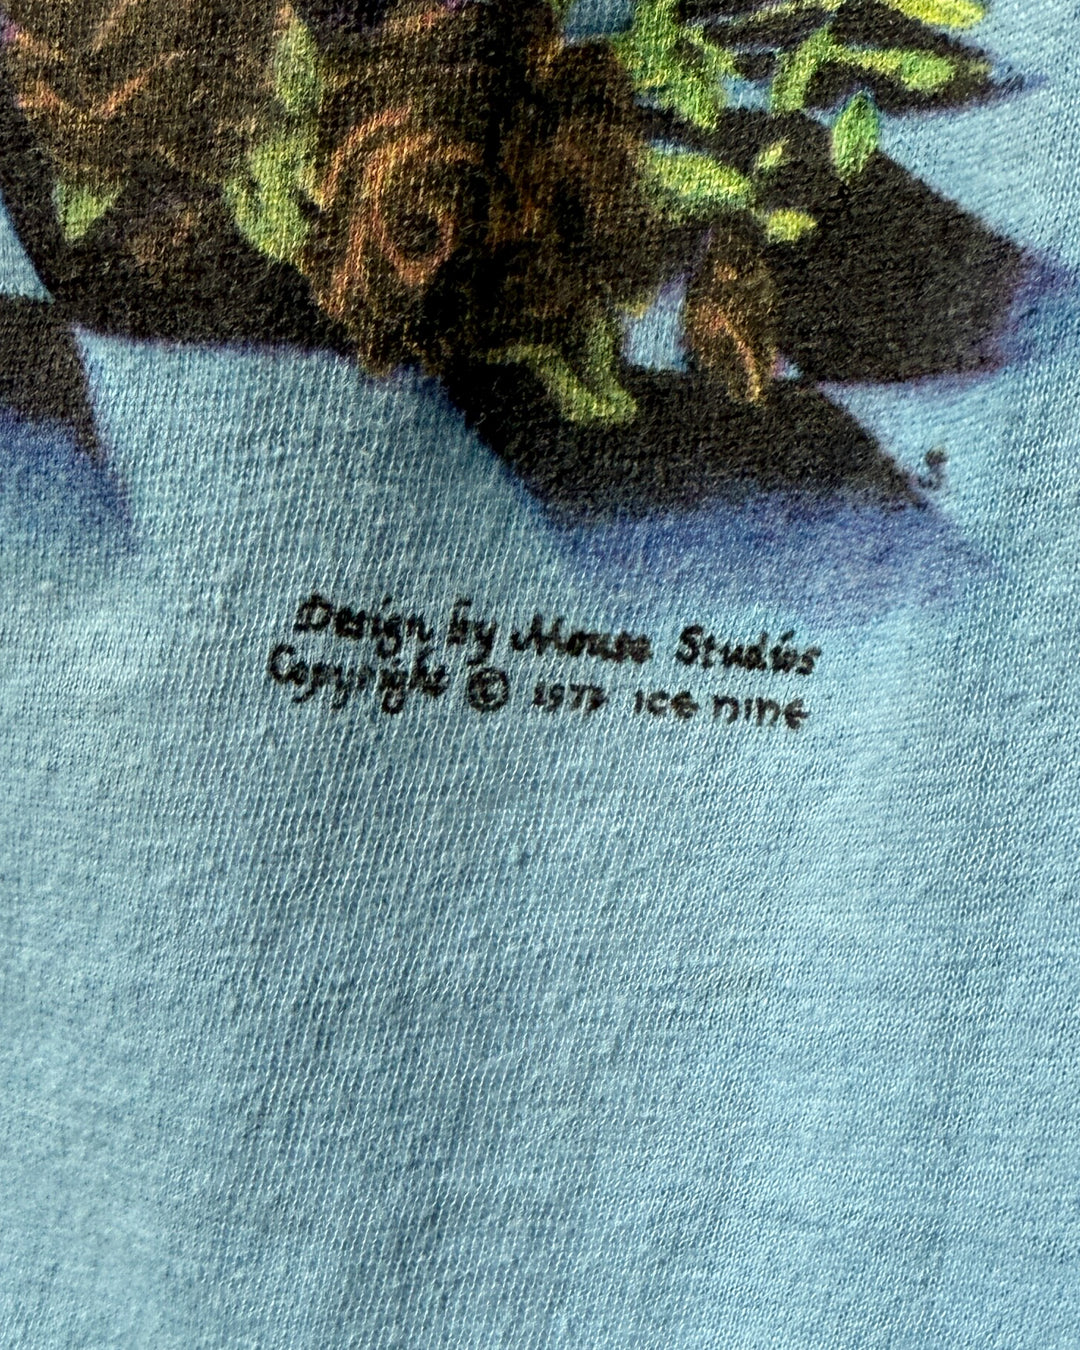 Design by Mouse Studios
Copyright © 1977 ice nine